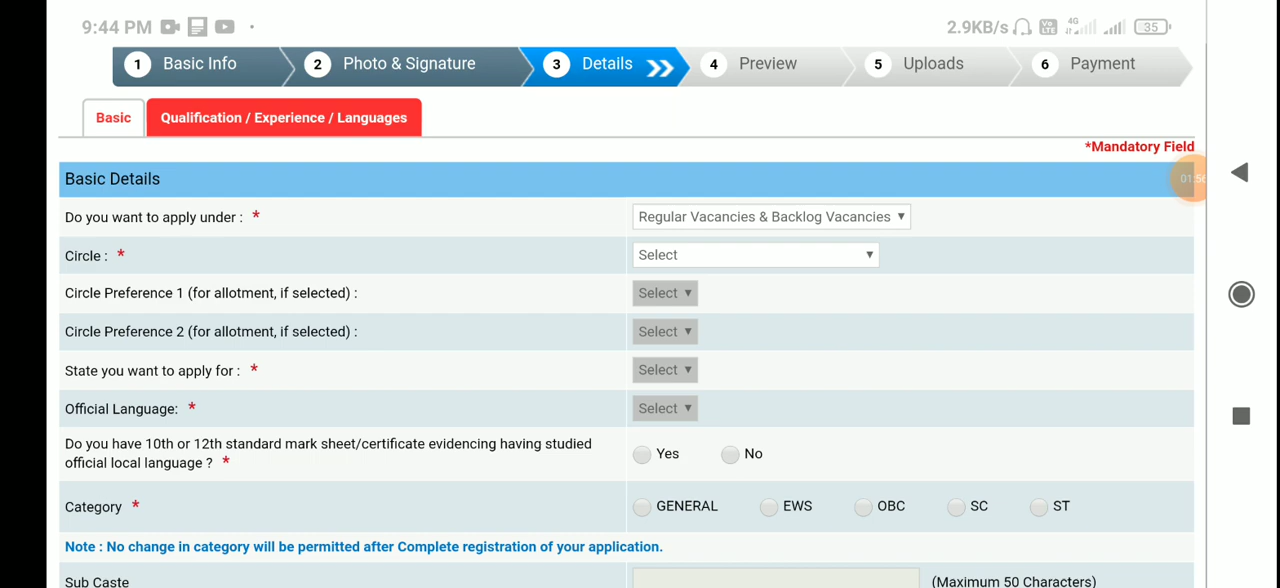 9:44 PM 2.9KB/s Vo LTE 4G 35
1 Basic Info 2 Photo & Signature 3 Details 4 Preview 5 Uploads 6 Payment
Basic Qualification / Experience / Languages
*Mandatory Field
Basic Details 01:56
Do you want to apply under : * Regular Vacancies & Backlog Vacancies
Circle : * Select
Circle Preference 1 (for allotment, if selected) : Select
Circle Preference 2 (for allotment, if selected) : Select
State you want to apply for : * Select
Official Language: * Select
Do you have 10th or 12th standard mark sheet/certificate evidencing having studied
official local language ? * Yes No
Category * GENERAL EWS OBC SC ST
Note : No change in category will be permitted after Complete registration of your application.
Sub Caste (Maximum 50 Characters)